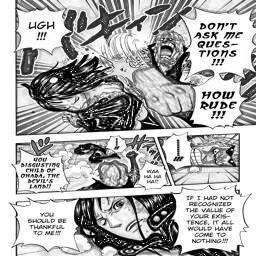 UGH
!!!
DON'T
ASK ME
QUES-
TIONS
!!!
HOW
RUDE
!!!
YOU
DISGUSTING
CHILD OF
OHARA, THE
DEVIL'S
LAND!!
WAA HA
HA!!
!!!
IF I HAD NOT
RECOGNIZED
THE VALUE OF
YOUR EXIS-
TENCE, IT ALL
WOULD HAVE
COME TO
NOTHING!!!
YOU
SHOULD BE
THANKFUL
TO ME!!!